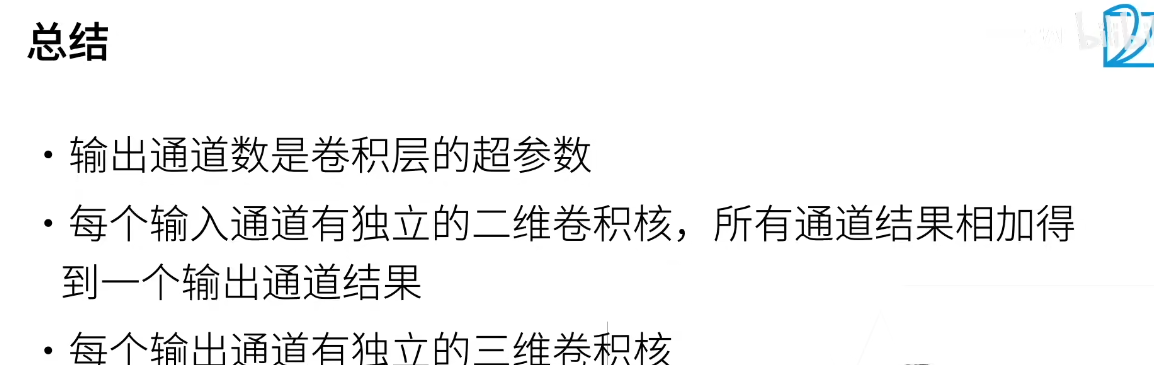 总结
・输出通道数是卷积层的超参数
・每个输入通道有独立的二维卷积核，所有通道结果相加得
到一个输出通道结果
・每个输出通道有独立的三维卷积核